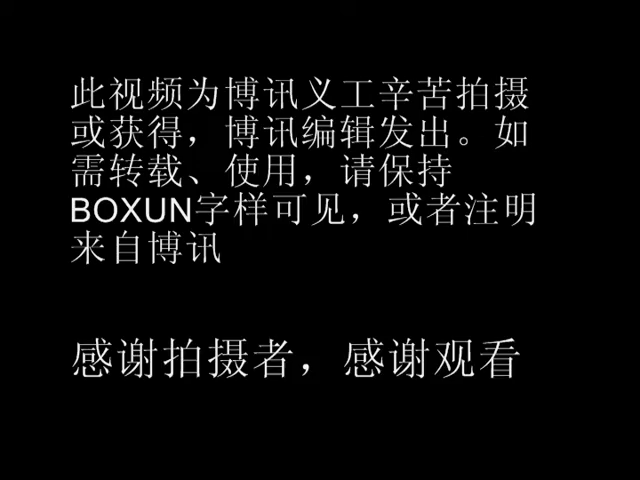 此视频为博讯义工辛苦拍摄
或获得，博讯编辑发出。如
需转载、使用，请保持
BOXUN字样可见，或者注明
来自博讯
感谢拍摄者，感谢观看